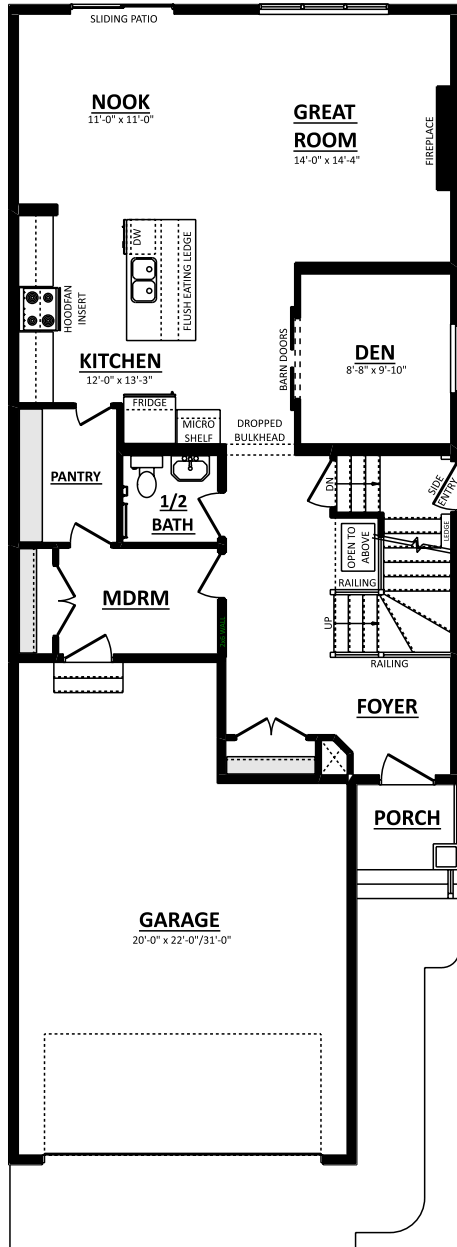 SLIDING PATIO
NOOK
11'-0" x 11'-0"
GREAT
ROOM
14'-0" x 14'-4"
FIREPLACE
DW
FLUSH EATING LEDGE
HOODFAN
INSERT
KITCHEN
12'-0" x 13'-3"
BARN DOORS
DEN
8'-8" x 9'-10"
FRIDGE
MICRO
SHELF
DROPPED
BULKHEAD
PANTRY
1/2
BATH
DN
SIDE
ENTRY
LEDGE
OPEN TO
ABOVE
RAILING
MDRM
2x6 WALL
UP
RAILING
FOYER
PORCH
GARAGE
20'-0" x 22'-0"/31'-0"